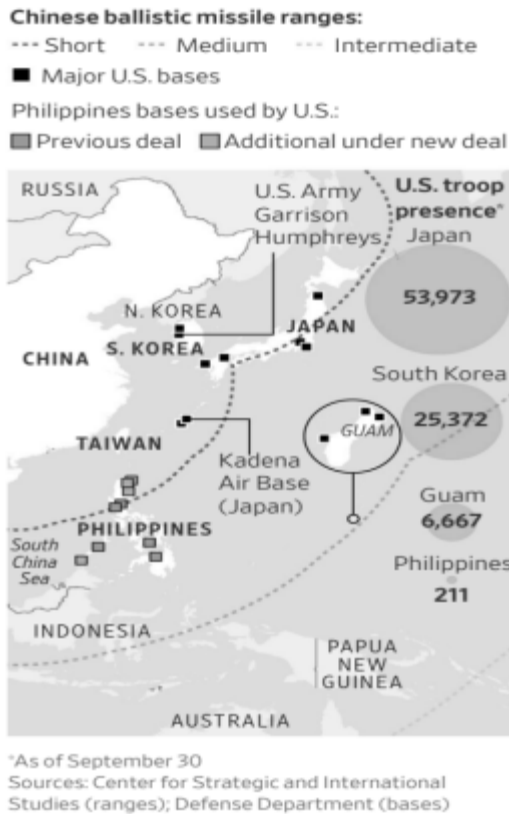 Chinese ballistic missile ranges:
Short Medium Intermediate
Major U.S. bases
Philippines bases used by U.S.:
Previous deal Additional under new deal
RUSSIA
U.S. Army
Garrison
Humphreys
U.S. troop
presence*
Japan
53,973
N. KOREA
JAPAN
S. KOREA
CHINA
South Korea
25,372
GUAM
TAIWAN
Kadena
Air Base
(Japan)
Guam
6,667
PHILIPPINES
South
China
Sea
Philippines
211
INDONESIA
PAPUA
NEW
GUINEA
AUSTRALIA
*As of September 30
Sources: Center for Strategic and International
Studies (ranges); Defense Department (bases)